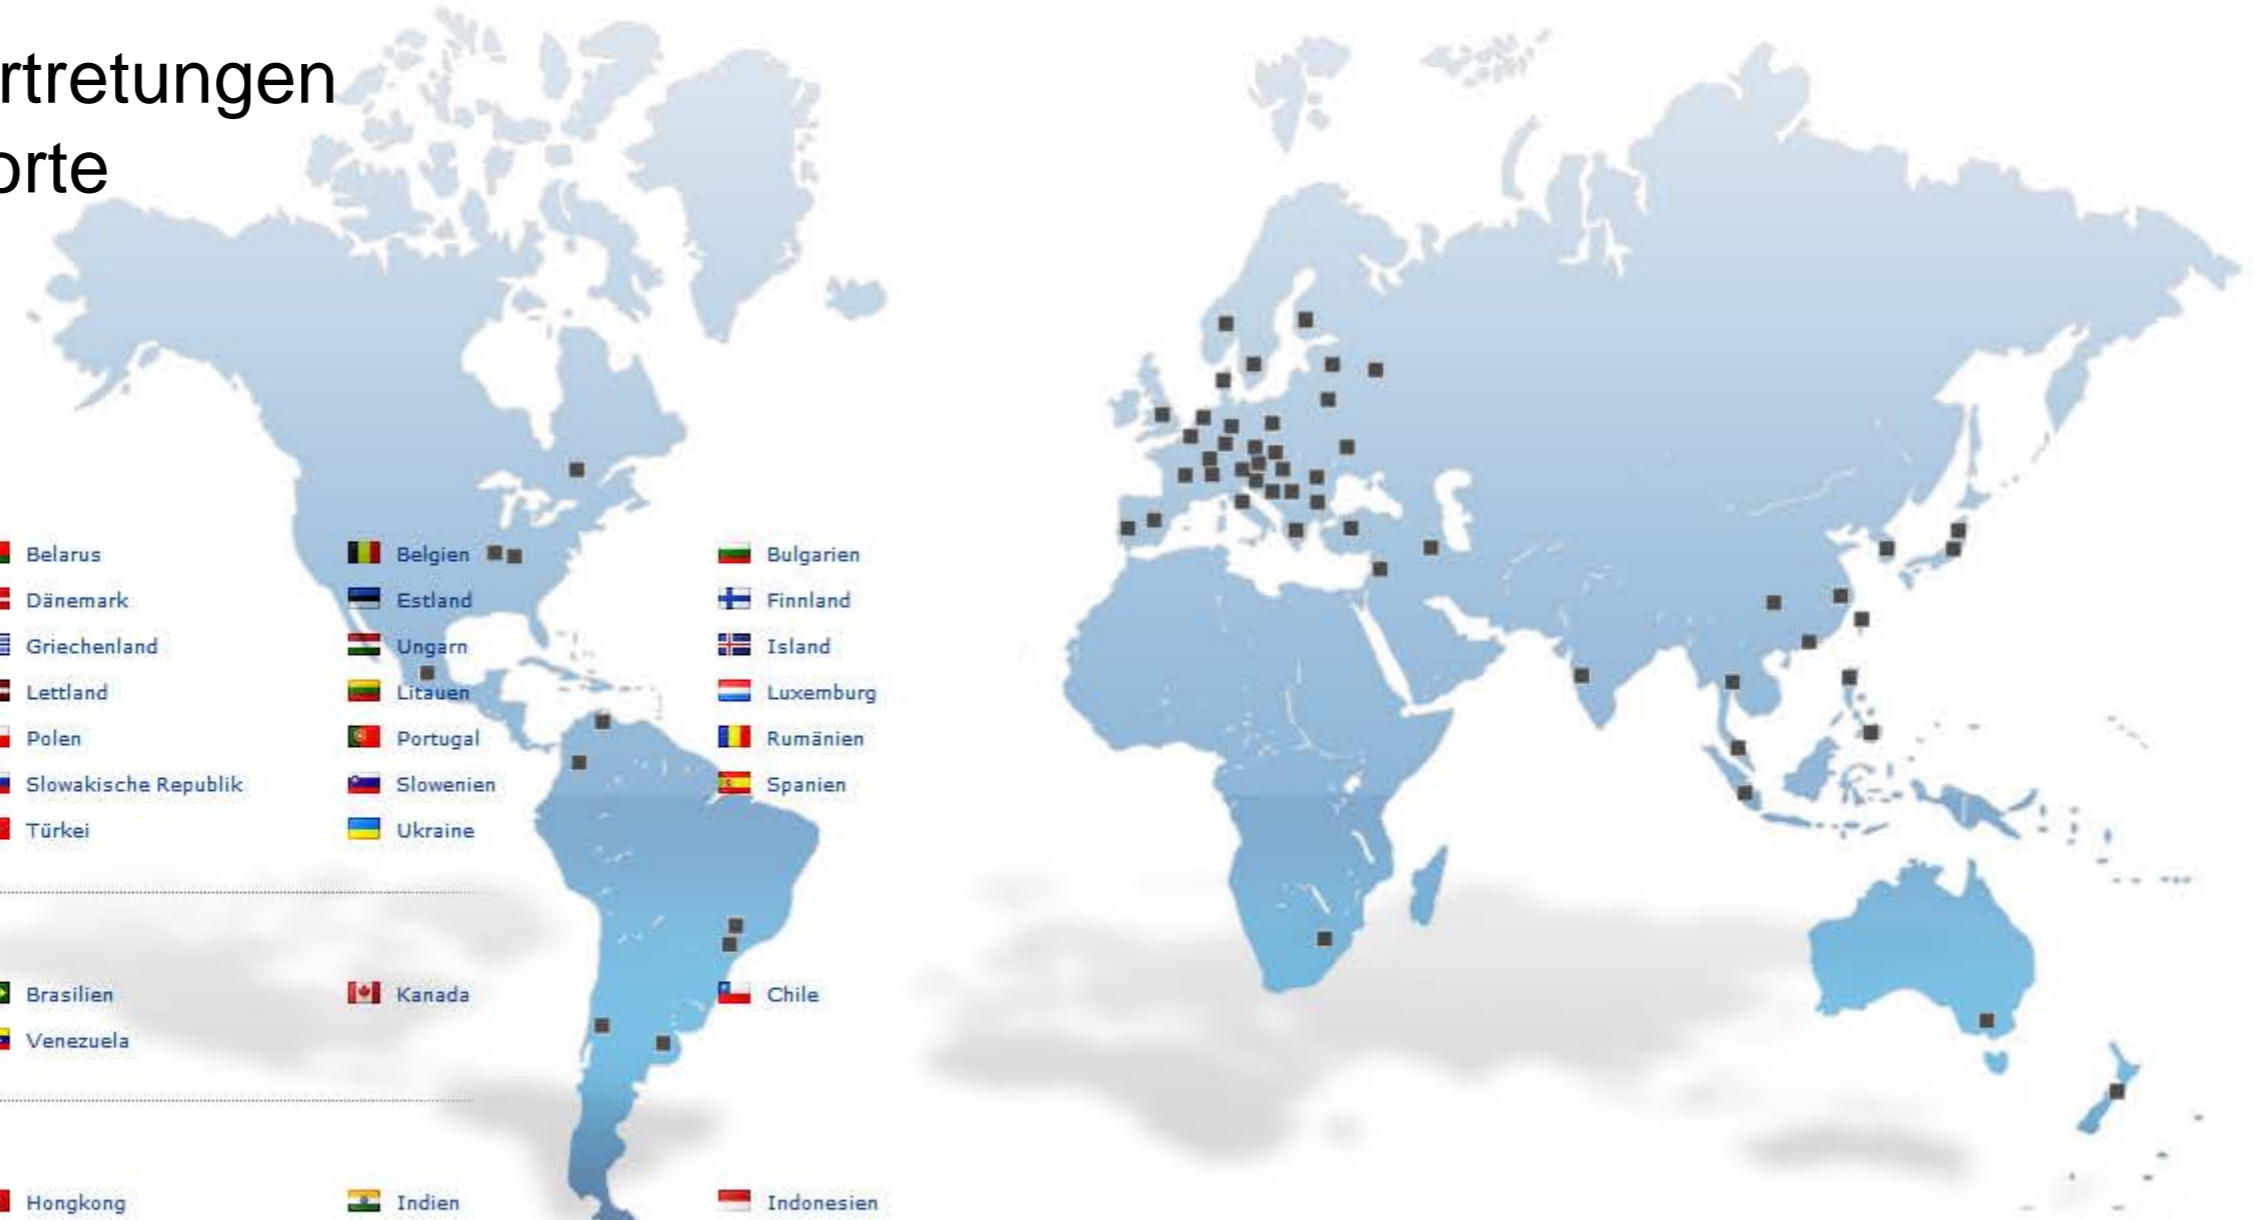 rtretungen
orte
Belarus Belgien Bulgarien
Dänemark Estland Finnland
Griechenland Ungarn Island
Lettland Litauen Luxemburg
Polen Portugal Rumänien
Slowakische Republik Slowenien Spanien
Türkei Ukraine
Brasilien Kanada Chile
Venezuela
Hongkong Indien Indonesien